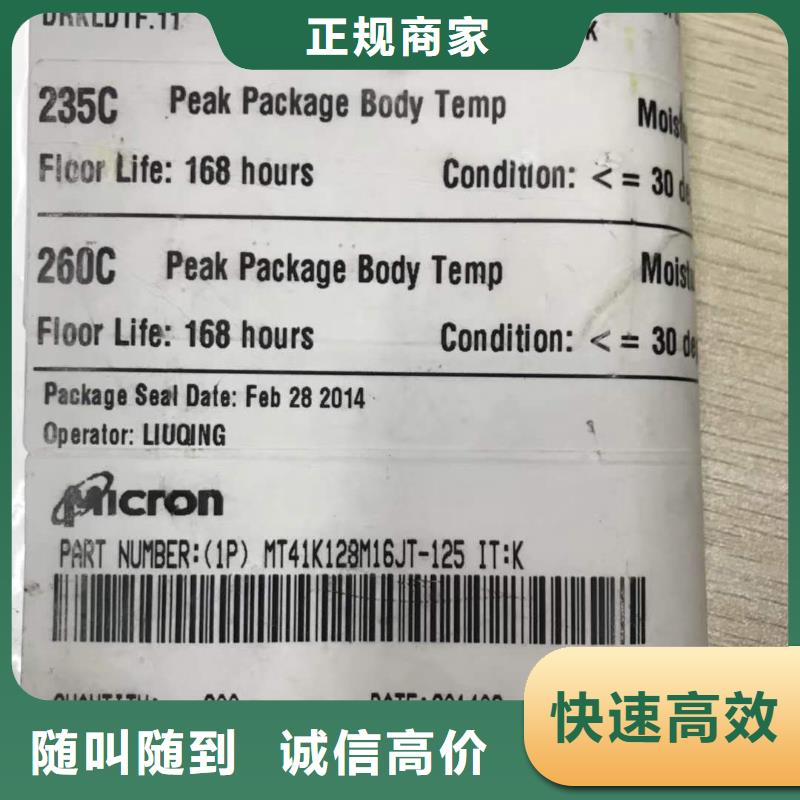 正规商家
DRKLDTF.11
235C Peak Package Body Temp
Floor Life: 168 hours Condition: <= 30
260C Peak Package Body Temp
Floor Life: 168 hours Condition: <= 30
Package Seal Date: Feb 28 2014
Operator: LIUQING
Micron
PART NUMBER:(1P) MT41K128M16JT-125 IT:K
快速高效
随叫随到 诚信高价